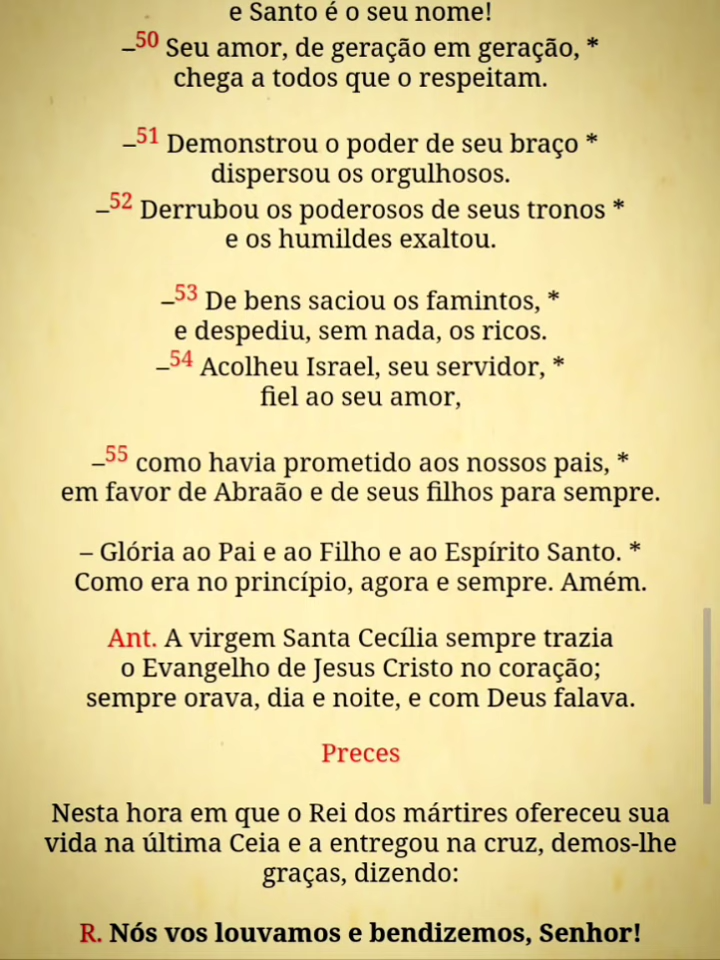 e Santo é o seu nome!
–50 Seu amor, de geração em geração, *
chega a todos que o respeitam.
–51 Demonstrou o poder de seu braço *
dispersou os orgulhosos.
–52 Derrubou os poderosos de seus tronos *
e os humildes exaltou.
–53 De bens saciou os famintos, *
e despediu, sem nada, os ricos.
–54 Acolheu Israel, seu servidor, *
fiel ao seu amor,
–55 como havia prometido aos nossos pais, *
em favor de Abraão e de seus filhos para sempre.
– Glória ao Pai e ao Filho e ao Espírito Santo. *
Como era no princípio, agora e sempre. Amém.
Ant. A virgem Santa Cecília sempre trazia
o Evangelho de Jesus Cristo no coração;
sempre orava, dia e noite, e com Deus falava.
Preces
Nesta hora em que o Rei dos mártires ofereceu sua
vida na última Ceia e a entregou na cruz, demos-lhe
graças, dizendo:
R. Nós vos louvamos e bendizemos, Senhor!